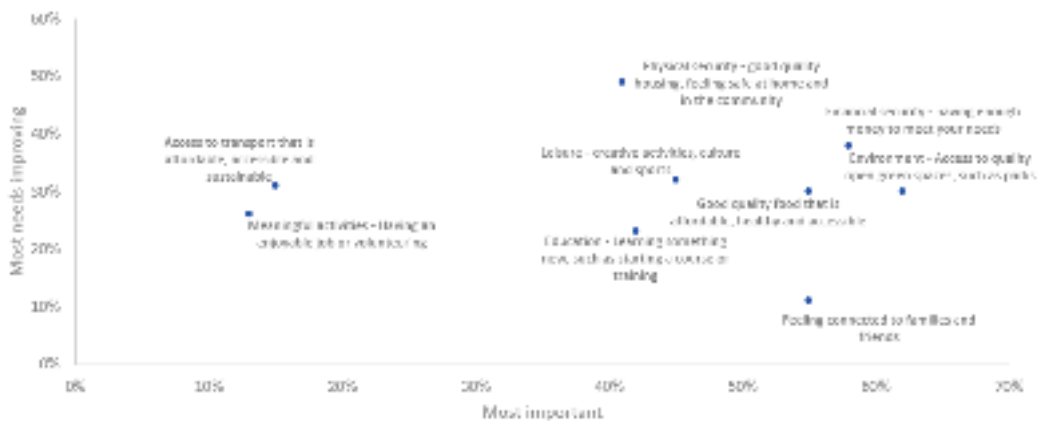 60%
50%
40%
30%
20%
10%
0%
Most needs improving
Physical security - good quality
housing, feeling safe at home and
in the community
Financial security - having enough
money to meet your needs
Access to transport that is
affordable, accessible and
sustainable
Leisure - creative activities, culture
and sports
Environment - Access to quality
open green spaces, such as parks
Good quality food that is
affordable, healthy and accessible
Meaningful activities - Having an
enjoyable job or volunteering
Education - Learning something
new, such as starting a course or
training
Feeling connected to families and
friends
0% 10% 20% 30% 40% 50% 60% 70%
Most important